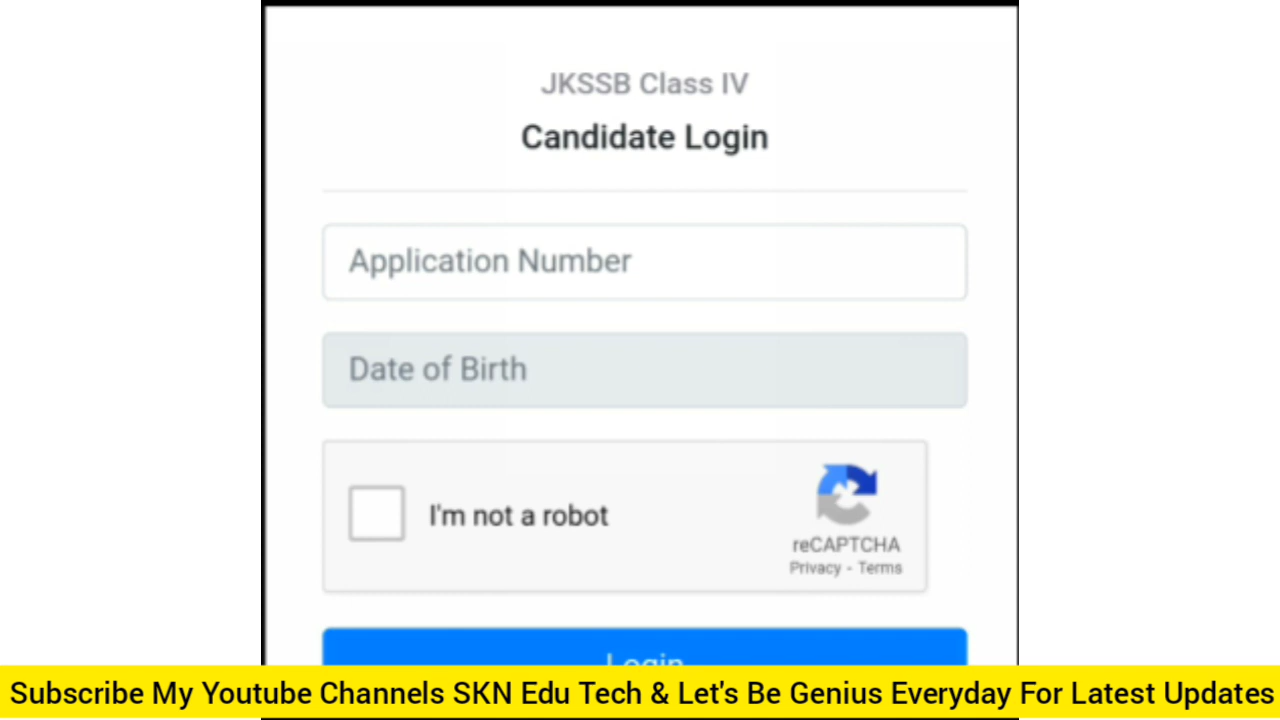 JKSSB Class IV
Candidate Login
Application Number
Date of Birth
I'm not a robot
reCAPTCHA
Privacy - Terms
Login
Subscribe My Youtube Channels SKN Edu Tech & Let's Be Genius Everyday For Latest Updates